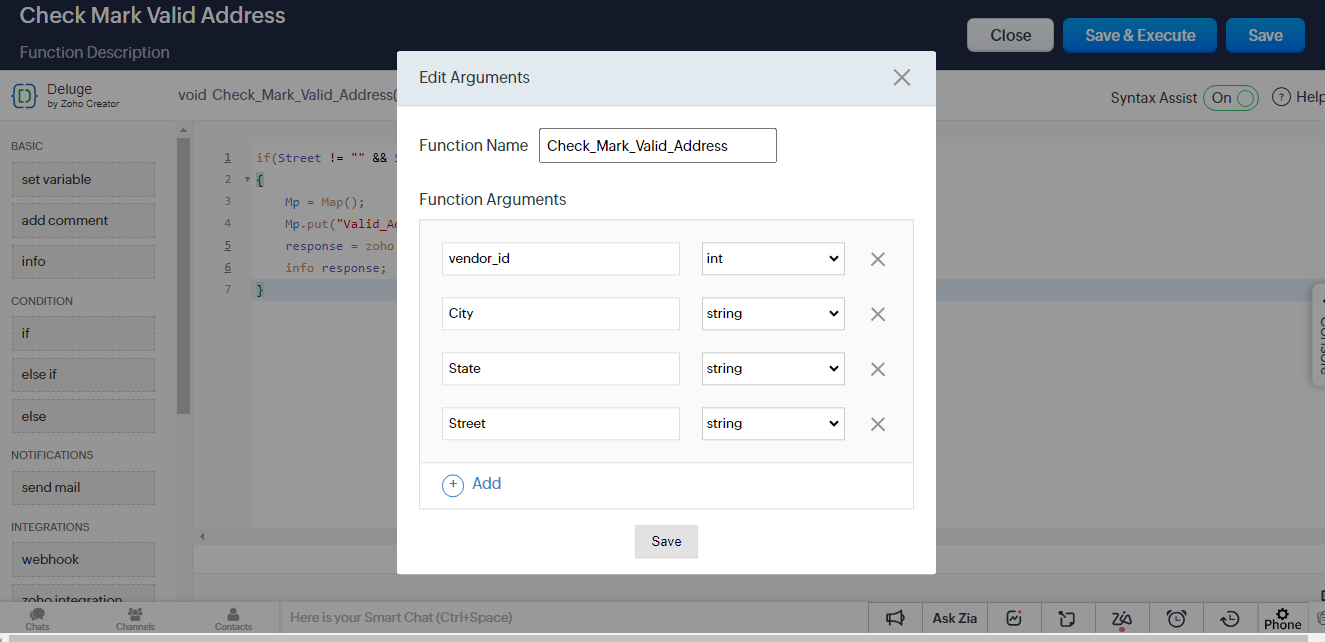 Check Mark Valid Address
Function Description
Close
Save & Execute
Save
Deluge
by Zoho Creator
void Check_Mark_Valid_Address(
Syntax Assist
On
? Help
BASIC
set variable
add comment
info
CONDITION
if
else if
else
NOTIFICATIONS
send mail
INTEGRATIONS
webhook
zoho integration
1 if(Street != "" &&
2 {
3 Mp = Map();
4 Mp.put("Valid_A
5 response = zoho
6 info response;
7 }
Edit Arguments
Function Name Check_Mark_Valid_Address
Function Arguments
vendor_id int
City string
State string
Street string
+ Add
Save
Console
Chats
Channels
Contacts
Here is your Smart Chat (Ctrl+Space)
Ask Zia
Phone